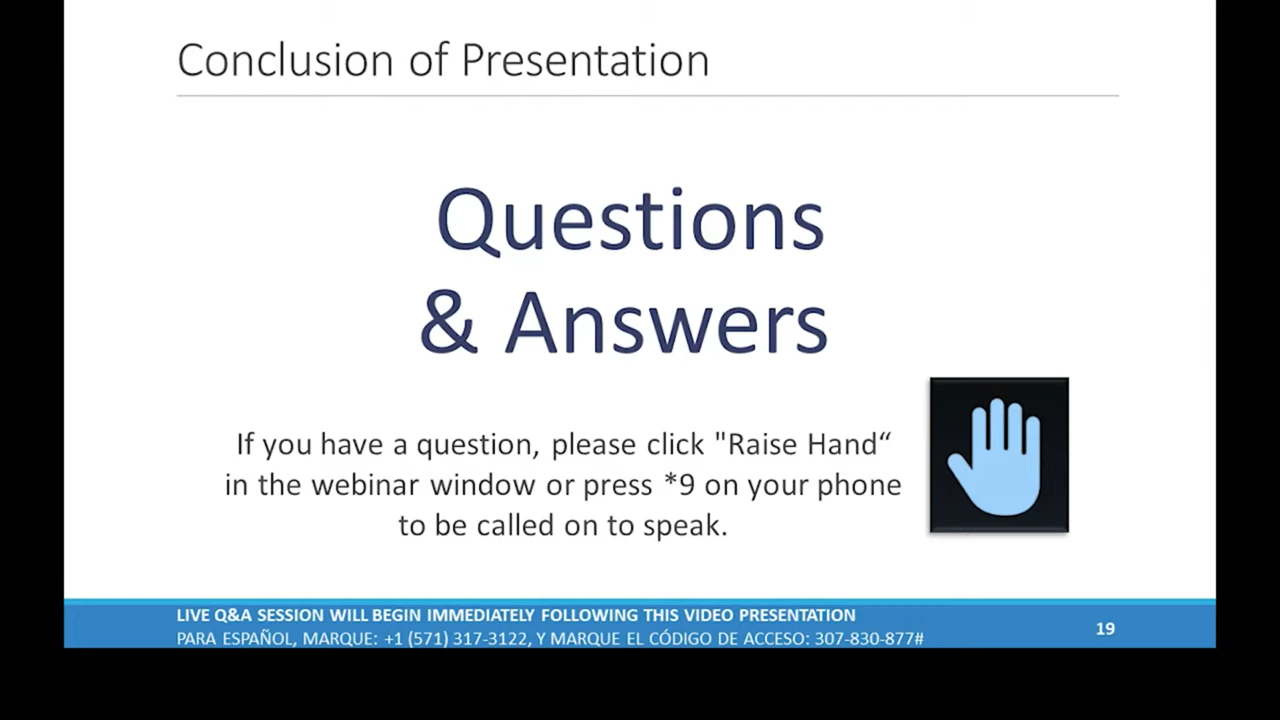 Conclusion of Presentation
Questions
& Answers
If you have a question, please click "Raise Hand“
in the webinar window or press *9 on your phone
to be called on to speak.
LIVE Q&A SESSION WILL BEGIN IMMEDIATELY FOLLOWING THIS VIDEO PRESENTATION
PARA ESPAÑOL, MARQUE: +1 (571) 317-3122, Y MARQUE EL CÓDIGO DE ACCESO: 307-830-877#
19